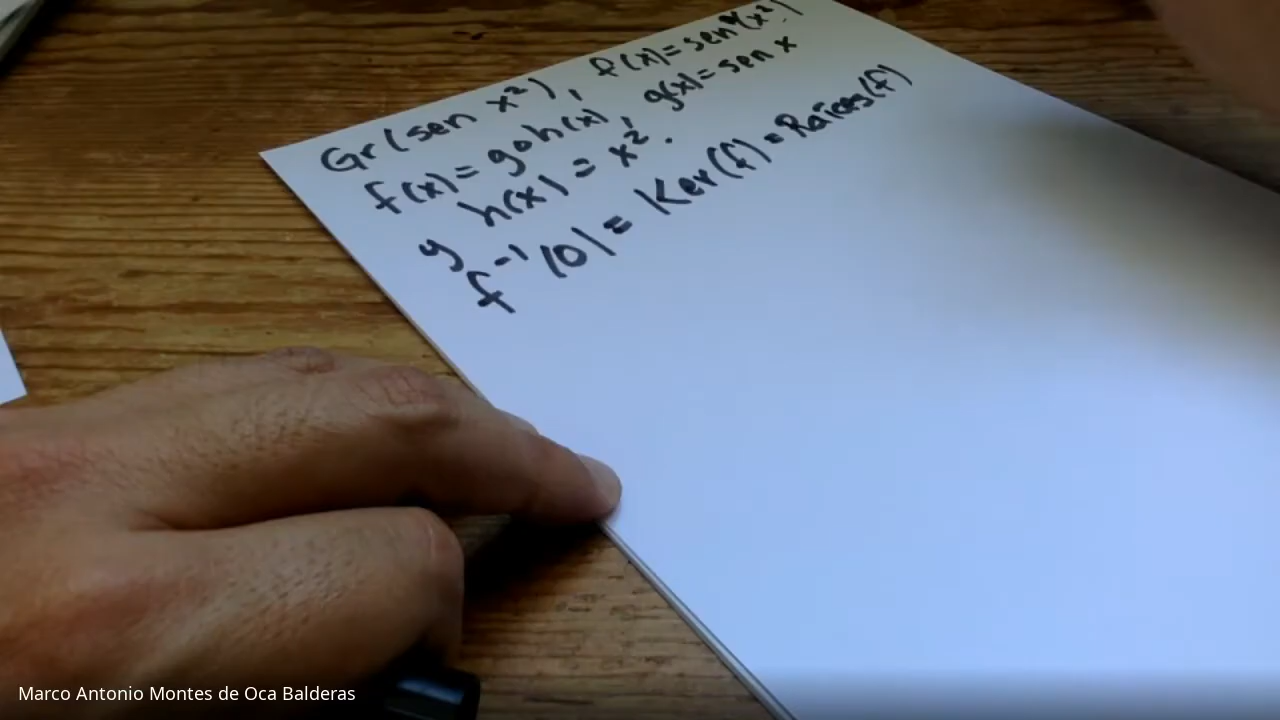 Gr(sen x²), f(x)= sen(x²)
f(x)= g∘h(x), g(x)= sen x
y h(x) = x².
f⁻¹(0)= Ker(f) = Raíces(f)
Marco Antonio Montes de Oca Balderas